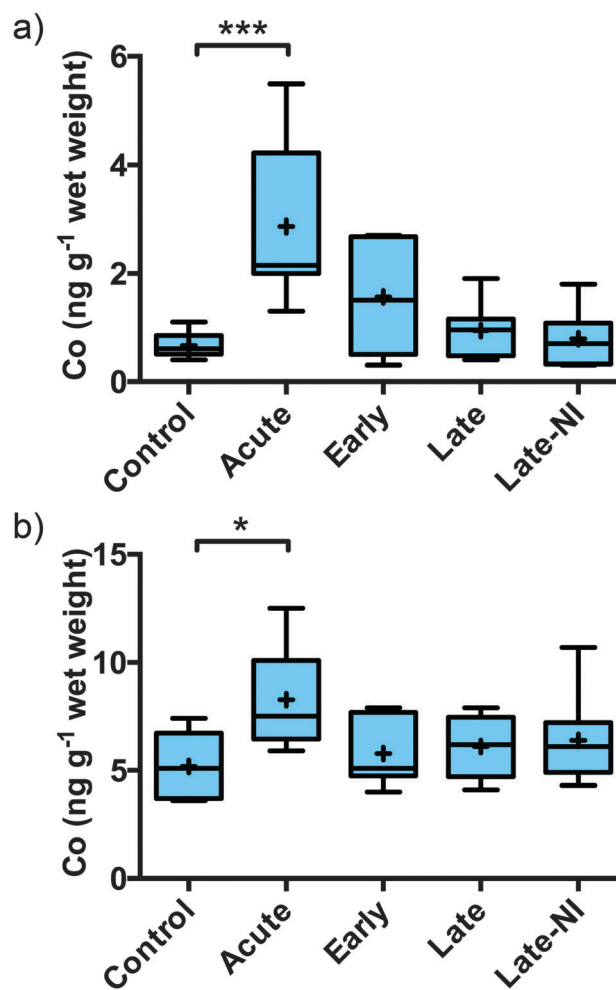 a)
***
6
4
2
0
Co (ng g⁻¹ wet weight)
Control
Acute
Early
Late
Late-NI
b)
*
15
10
5
0
Co (ng g⁻¹ wet weight)
Control
Acute
Early
Late
Late-NI